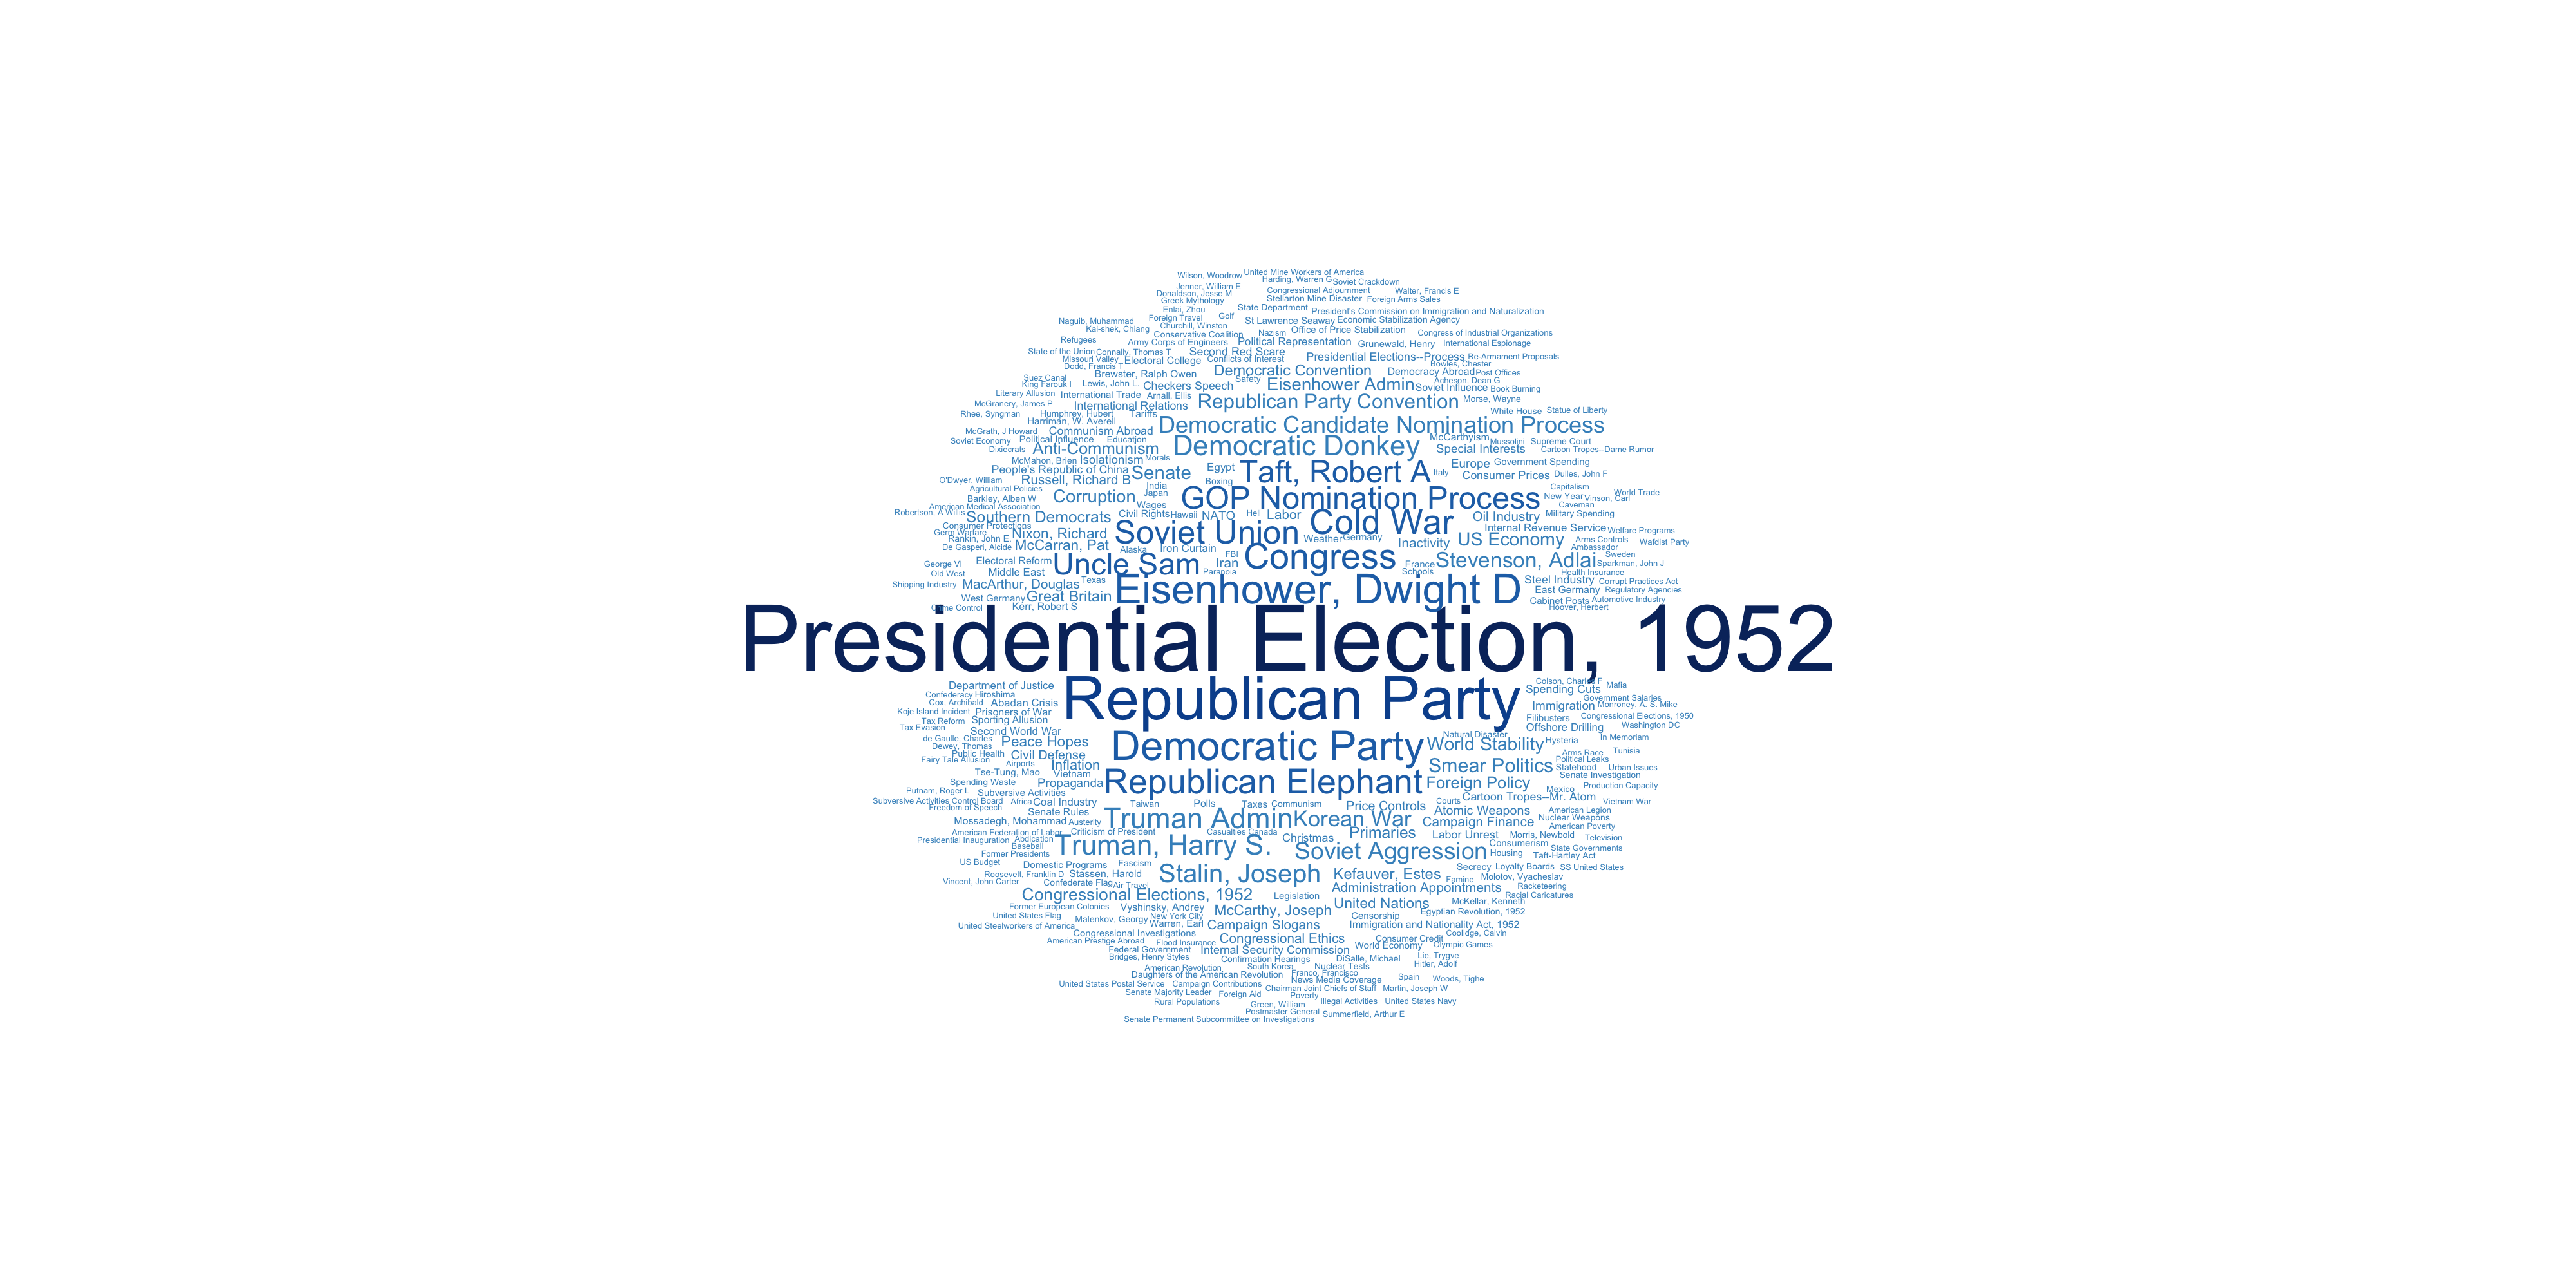 Wilson, Woodrow United Mine Workers of America
Harding, Warren G Soviet Crackdown
Jenner, William E Congressional Adjournment Walter, Francis E
Donaldson, Jesse M Stellarton Mine Disaster Foreign Arms Sales
Greek Mythology
Enlai, Zhou State Department President's Commission on Immigration and Naturalization
Naguib, Muhammad Foreign Travel Golf St Lawrence Seaway Economic Stabilization Agency
Kai-shek, Chiang Churchill, Winston Nazism Office of Price Stabilization
Conservative Coalition Congress of Industrial Organizations
Refugees Army Corps of Engineers Political Representation Grunewald, Henry International Espionage
State of the Union Connally, Thomas T Second Red Scare
Missouri Valley Electoral College Conflicts of Interest Presidential Elections--Process Re-Armament Proposals
Dodd, Francis T Bowles, Chester
Brewster, Ralph Owen Democratic Convention Democracy Abroad Post Offices
Suez Canal Safety Acheson, Dean G
King Farouk I Lewis, John L. Checkers Speech Eisenhower Admin Soviet Influence Book Burning
Literary Allusion International Trade Arnall, Ellis
McGranery, James P International Relations Republican Party Convention Morse, Wayne
Rhee, Syngman Humphrey, Hubert Tariffs White House Statue of Liberty
Harriman, W. Averell
McGrath, J Howard Communism Abroad Democratic Candidate Nomination Process
Soviet Economy Political Influence Education McCarthyism Mussolini Supreme Court
Dixiecrats Anti-Communism Democratic Donkey Special Interests Cartoon Tropes--Dame Rumor
McMahon, Brien Isolationism Morals
People's Republic of China Senate Egypt Taft, Robert A Italy Europe Government Spending
O'Dwyer, William Russell, Richard B Boxing Consumer Prices Dulles, John F
Agricultural Policies India Capitalism
Barkley, Alben W Corruption Japan GOP Nomination Process New Year Vinson, Carl World Trade
American Medical Association Wages Caveman
Robertson, A Willis Southern Democrats Civil Rights Hawaii NATO Hell Labor Cold War Oil Industry Military Spending
Consumer Protections Internal Revenue Service Welfare Programs
Germ Warfare Nixon, Richard Soviet Union Weather Germany
Rankin, John E. Inactivity US Economy Arms Controls Wafdist Party
De Gasperi, Alcide McCarran, Pat Alaska Iron Curtain Ambassador
FBI Congress Sweden
George VI Electoral Reform Uncle Sam Iran France Stevenson, Adlai Sparkman, John J
Old West Middle East Paranoia Schools Health Insurance
Shipping Industry MacArthur, Douglas Texas Steel Industry Corrupt Practices Act
West Germany Great Britain Eisenhower, Dwight D East Germany Regulatory Agencies
Crime Control Kerr, Robert S Cabinet Posts Automotive Industry
Hoover, Herbert
Presidential Election, 1952
Department of Justice Colson, Charles F Mafia
Confederacy Hiroshima Republican Party Spending Cuts
Cox, Archibald Abadan Crisis Government Salaries
Koje Island Incident Prisoners of War Immigration Monroney, A. S. Mike
Tax Reform Sporting Allusion Filibusters Congressional Elections, 1950
Tax Evasion Second World War Offshore Drilling Washington DC
de Gaulle, Charles Peace Hopes Democratic Party Natural Disaster Hysteria In Memoriam
Dewey, Thomas World Stability
Public Health Civil Defense Arms Race Tunisia
Fairy Tale Allusion Airports Inflation Smear Politics Political Leaks
Tse-Tung, Mao Vietnam Statehood Urban Issues
Spending Waste Propaganda Republican Elephant Foreign Policy Senate Investigation
Putnam, Roger L Subversive Activities Mexico Production Capacity
Subversive Activities Control Board Africa Coal Industry Taiwan Polls Taxes Communism Price Controls Courts Cartoon Tropes--Mr. Atom Vietnam War
Freedom of Speech Senate Rules Atomic Weapons American Legion
Mossadegh, Mohammad Austerity Truman Admin Korean War Campaign Finance Nuclear Weapons
American Poverty
American Federation of Labor Criticism of President Casualties Canada Christmas Primaries Labor Unrest Morris, Newbold Television
Presidential Inauguration Abdication Consumerism
Baseball Truman, Harry S. Soviet Aggression State Governments
Former Presidents Housing Taft-Hartley Act
US Budget Domestic Programs Fascism Secrecy Loyalty Boards SS United States
Roosevelt, Franklin D Stassen, Harold Stalin, Joseph Kefauver, Estes Famine Molotov, Vyacheslav
Vincent, John Carter Confederate Flag Air Travel Administration Appointments Racketeering
Congressional Elections, 1952 Legislation Racial Caricatures
Former European Colonies Vyshinsky, Andrey United Nations McKellar, Kenneth
United States Flag Malenkov, Georgy New York City McCarthy, Joseph Censorship Egyptian Revolution, 1952
United Steelworkers of America Warren, Earl Campaign Slogans Immigration and Nationality Act, 1952
Congressional Investigations Coolidge, Calvin
American Prestige Abroad Flood Insurance Congressional Ethics Consumer Credit Olympic Games
Federal Government Internal Security Commission World Economy
Bridges, Henry Styles Confirmation Hearings DiSalle, Michael Lie, Trygve
American Revolution South Korea Nuclear Tests Hitler, Adolf
Daughters of the American Revolution Franco, Francisco
United States Postal Service Campaign Contributions News Media Coverage Spain Woods, Tighe
Chairman Joint Chiefs of Staff Martin, Joseph W
Senate Majority Leader Foreign Aid Poverty
Rural Populations Green, William Illegal Activities United States Navy
Postmaster General Summerfield, Arthur E
Senate Permanent Subcommittee on Investigations